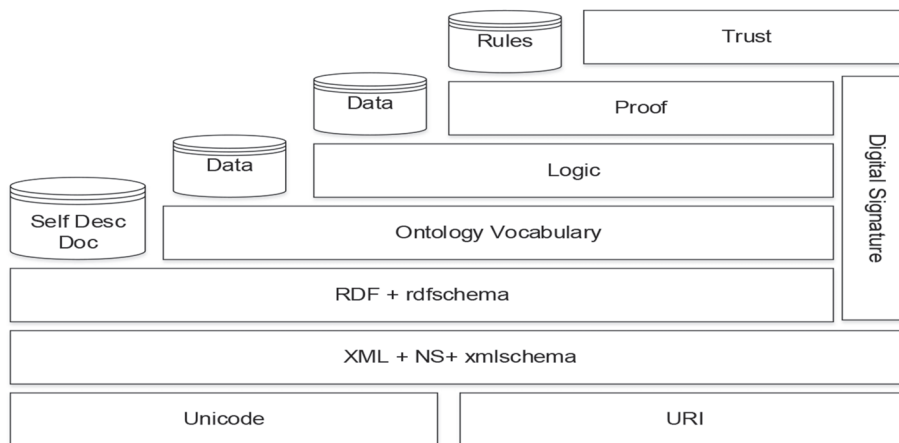 Rules
Trust
Data
Proof
Data
Logic
Self Desc
Doc
Ontology Vocabulary
Digital Signature
RDF + rdfschema
XML + NS+ xmlschema
Unicode
URI